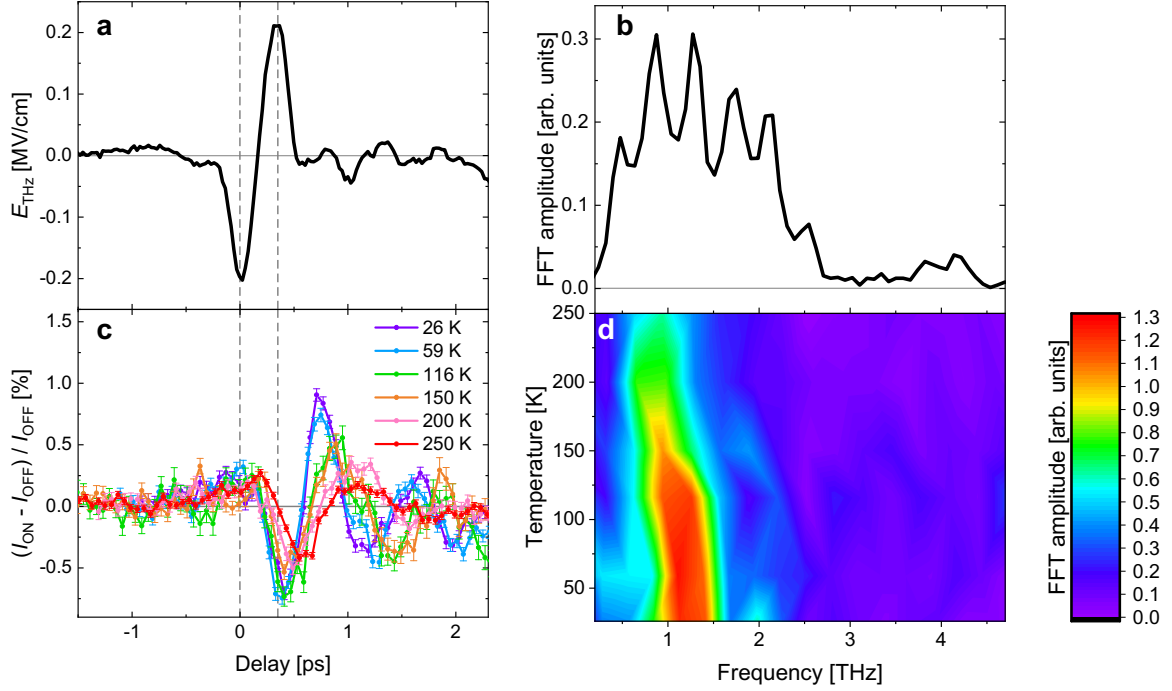 a
0.2
0.1
0.0
-0.1
-0.2
E_THz [MV/cm]
b
0.3
0.2
0.1
0.0
FFT amplitude [arb. units]
c
26 K
59 K
116 K
150 K
200 K
250 K
1.5
1.0
0.5
0.0
-0.5
(I_ON - I_OFF) / I_OFF [%]
-1 0 1 2
Delay [ps]
d
250
200
150
100
50
Temperature [K]
1 2 3 4
Frequency [THz]
1.3
1.2
1.1
1.0
0.9
0.8
0.7
0.6
0.5
0.4
0.3
0.2
0.1
0.0
FFT amplitude [arb. units]